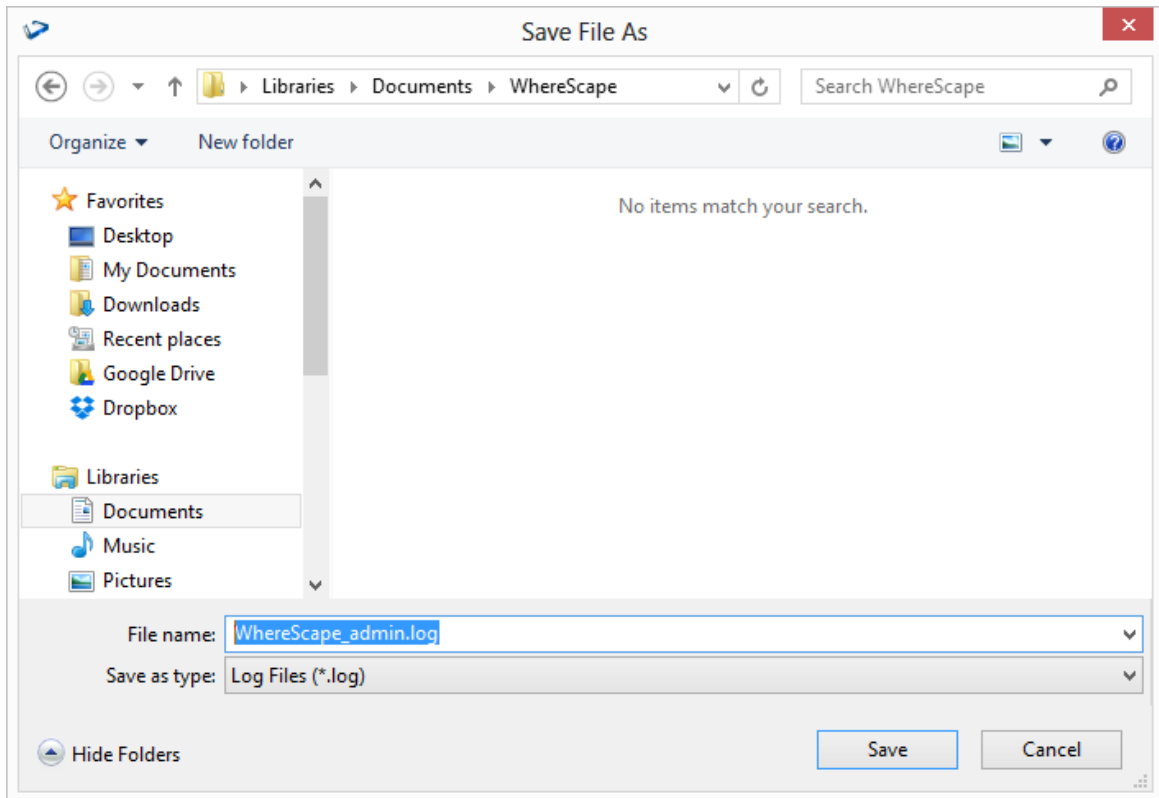 Save File As
Libraries Documents WhereScape
Search WhereScape
Organize New folder
Favorites
Desktop
My Documents
Downloads
Recent places
Google Drive
Dropbox
Libraries
Documents
Music
Pictures
No items match your search.
File name: WhereScape_admin.log
Save as type: Log Files (*.log)
Hide Folders
Save Cancel